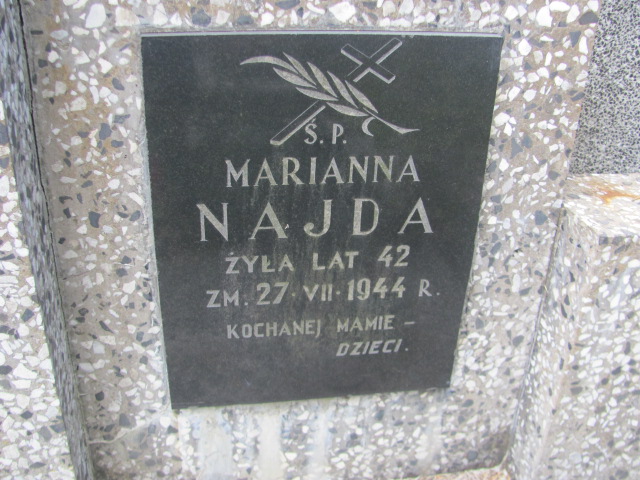 Ś. P.
MARIANNA
NAJDA
ŻYŁA LAT 42
ZM. 27·VII·1944 R.
KOCHANEJ MAMIE –
DZIECI.